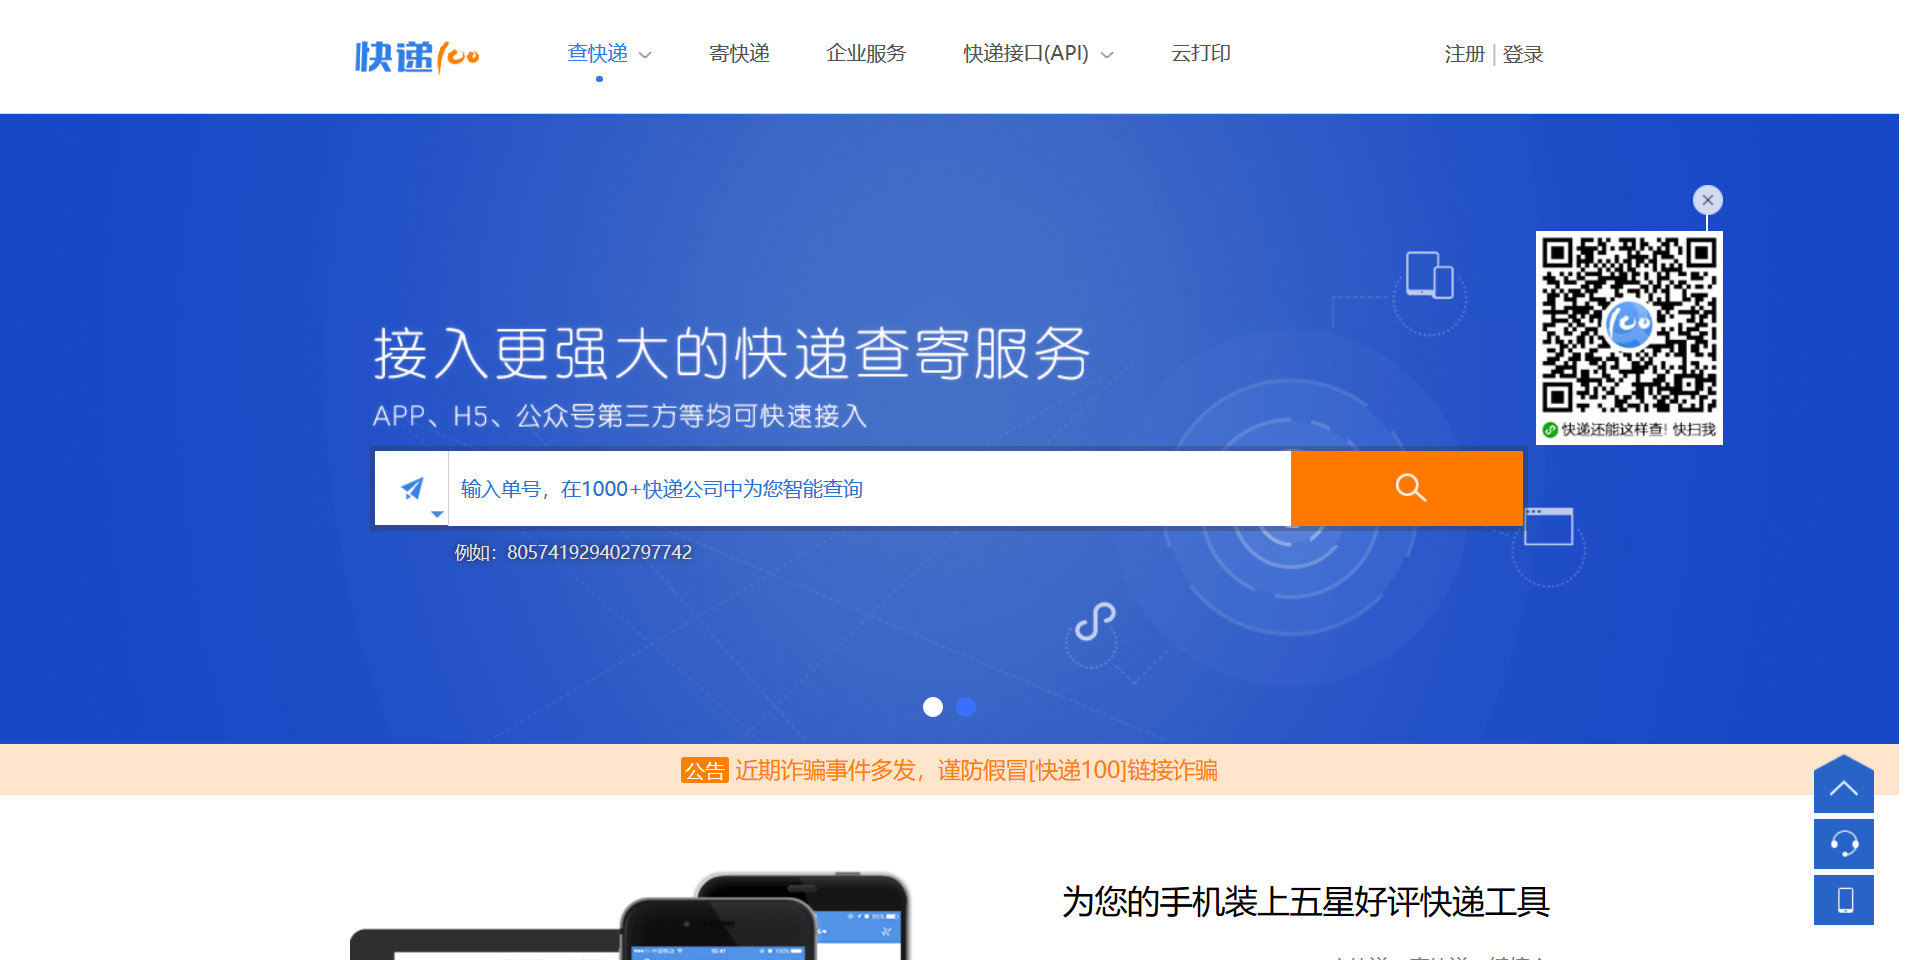 快递100
查快递
寄快递
企业服务
快递接口(API)
云打印
注册 | 登录
接入更强大的快递查寄服务
APP、H5、公众号第三方等均可快速接入
快递还能这样查! 快扫我
输入单号，在1000+快递公司中为您智能查询
例如：805741929402797742
公告 近期诈骗事件多发，谨防假冒[快递100]链接诈骗
为您的手机装上五星好评快递工具